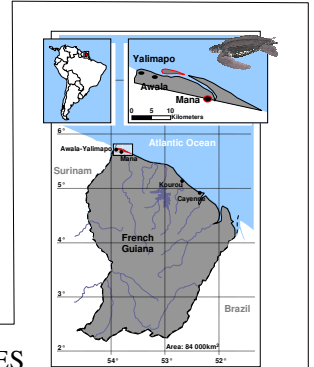 Yalimapo
Awala
Mana
0 5 10
Kilometers
6°
Atlantic Ocean
Awala-Yalimapo
Mana
Surinam
5°
Kourou
Cayenne
4°
French
Guiana
3°
Brazil
Area: 84 000km²
2°
54° 53° 52°
ES